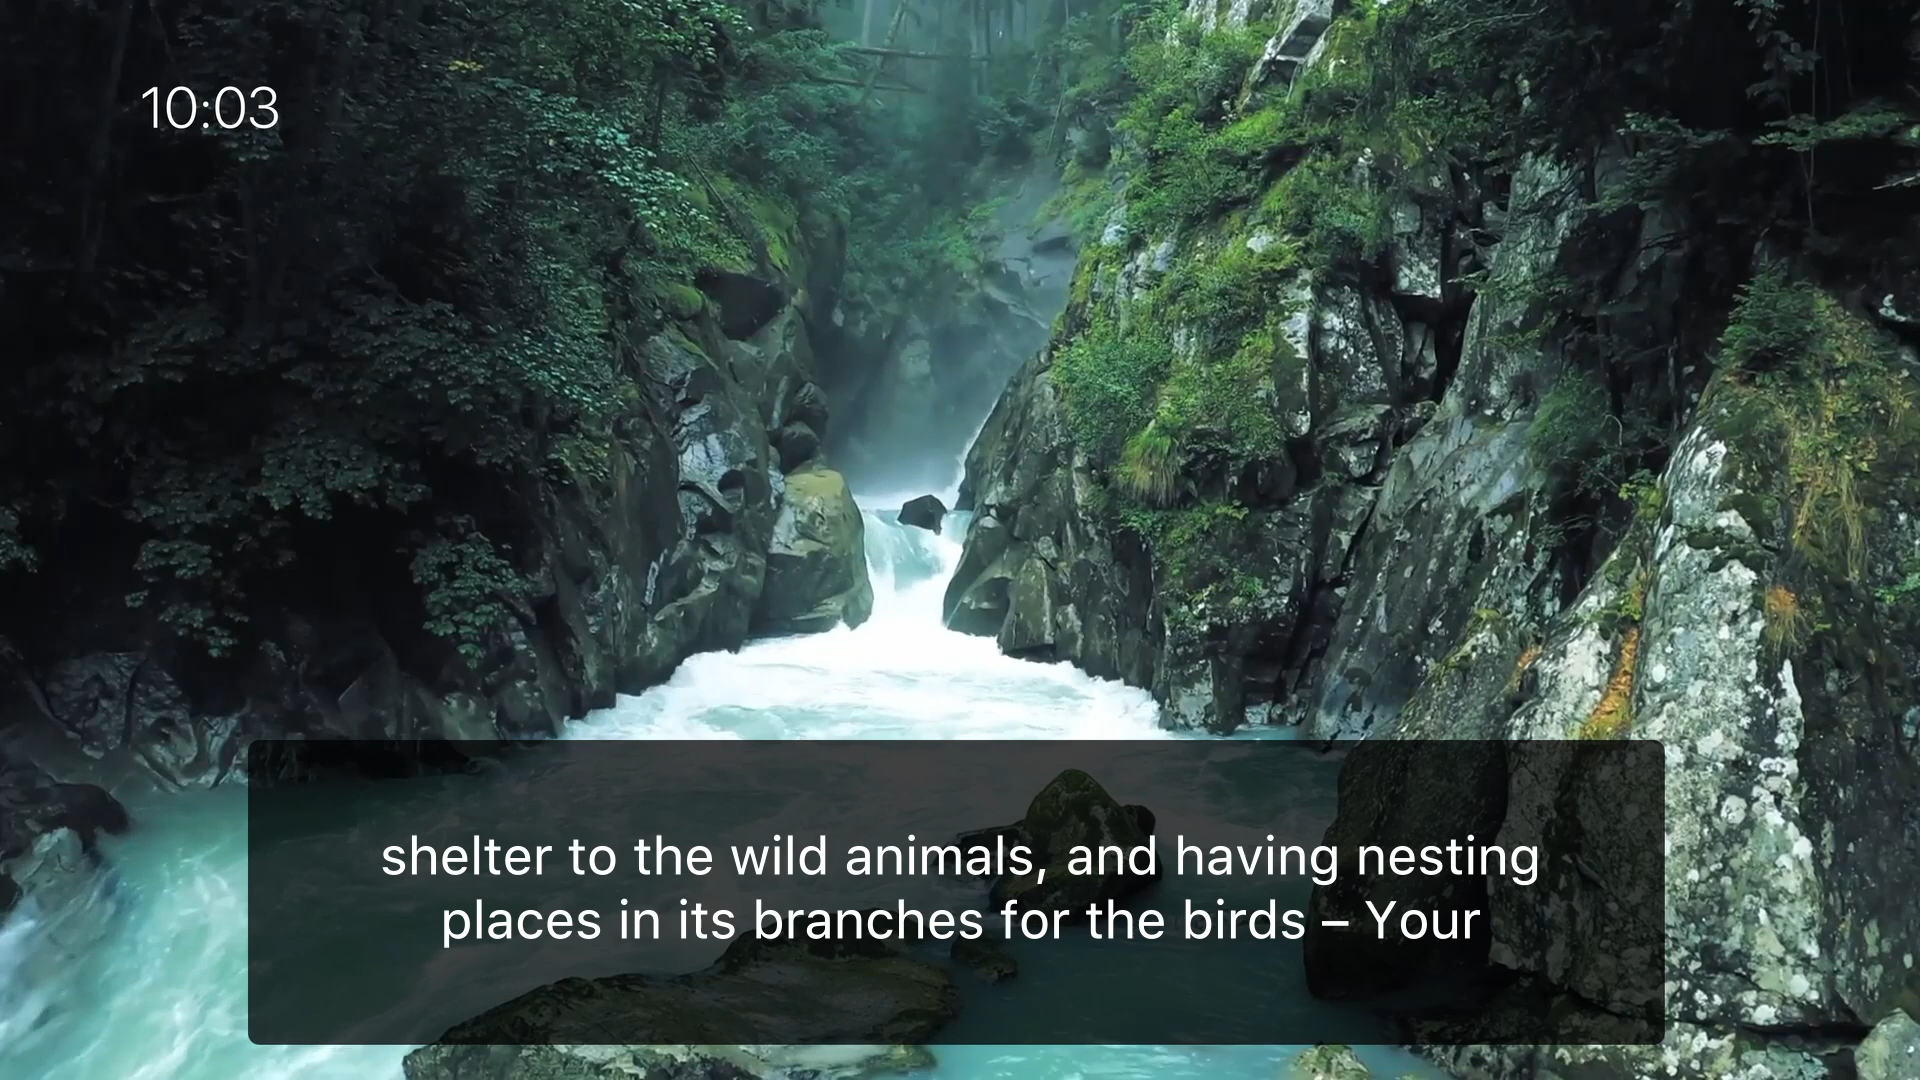 10:03
shelter to the wild animals, and having nesting
places in its branches for the birds – Your